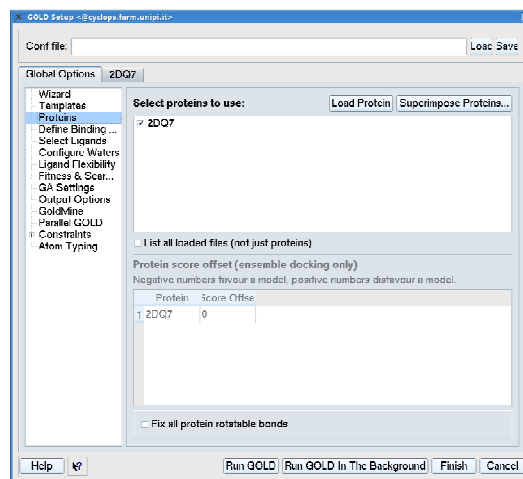 GOLD Setup <@cyclops.farm.unipi.it>
Conf file: Load Save
Global Options 2DQ7
Wizard
Templates
Proteins
Define Binding ...
Select Ligands
Configure Waters
Ligand Flexibility
Fitness & Scor...
GA Settings
Output Options
GoldMine
Parallel GOLD
Constraints
Atom Typing
Select proteins to use: Load Protein Superimpose Proteins...
2DQ7
List all loaded files (not just proteins)
Protein score offset (ensemble docking only)
Negative numbers favour a model, positive numbers disfavour a model.
Protein Score Offse
1 2DQ7 0
Fix all protein rotatable bonds
Help Run GOLD Run GOLD In The Background Finish Cancel